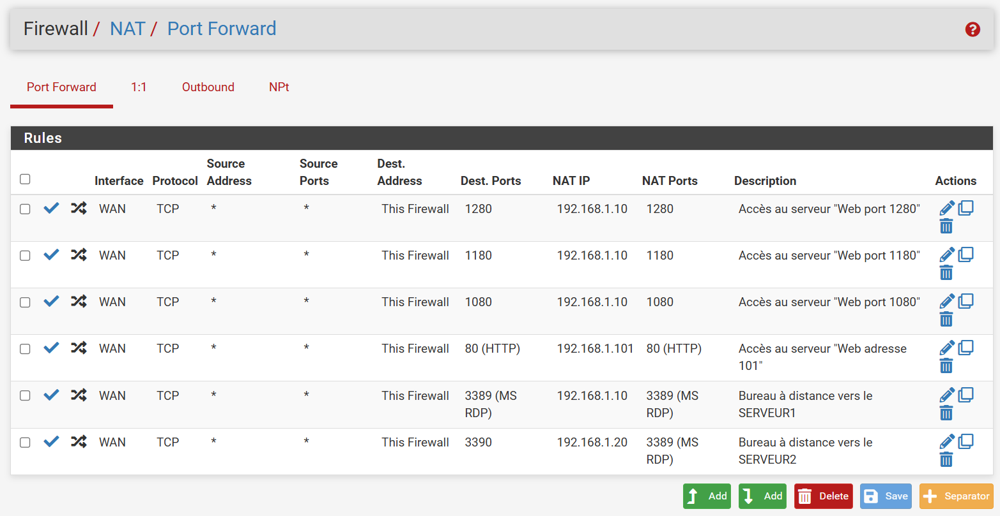 Firewall / NAT / Port Forward
Port Forward 1:1 Outbound NPt
Rules
Interface Protocol Source Address Source Ports Dest. Address Dest. Ports NAT IP NAT Ports Description Actions
WAN TCP * * This Firewall 1280 192.168.1.10 1280 Accès au serveur "Web port 1280"
WAN TCP * * This Firewall 1180 192.168.1.10 1180 Accès au serveur "Web port 1180"
WAN TCP * * This Firewall 1080 192.168.1.10 1080 Accès au serveur "Web port 1080"
WAN TCP * * This Firewall 80 (HTTP) 192.168.1.101 80 (HTTP) Accès au serveur "Web adresse 101"
WAN TCP * * This Firewall 3389 (MS RDP) 192.168.1.10 3389 (MS RDP) Bureau à distance vers le SERVEUR1
WAN TCP * * This Firewall 3390 192.168.1.20 3389 (MS RDP) Bureau à distance vers le SERVEUR2
Add Add Delete Save Separator